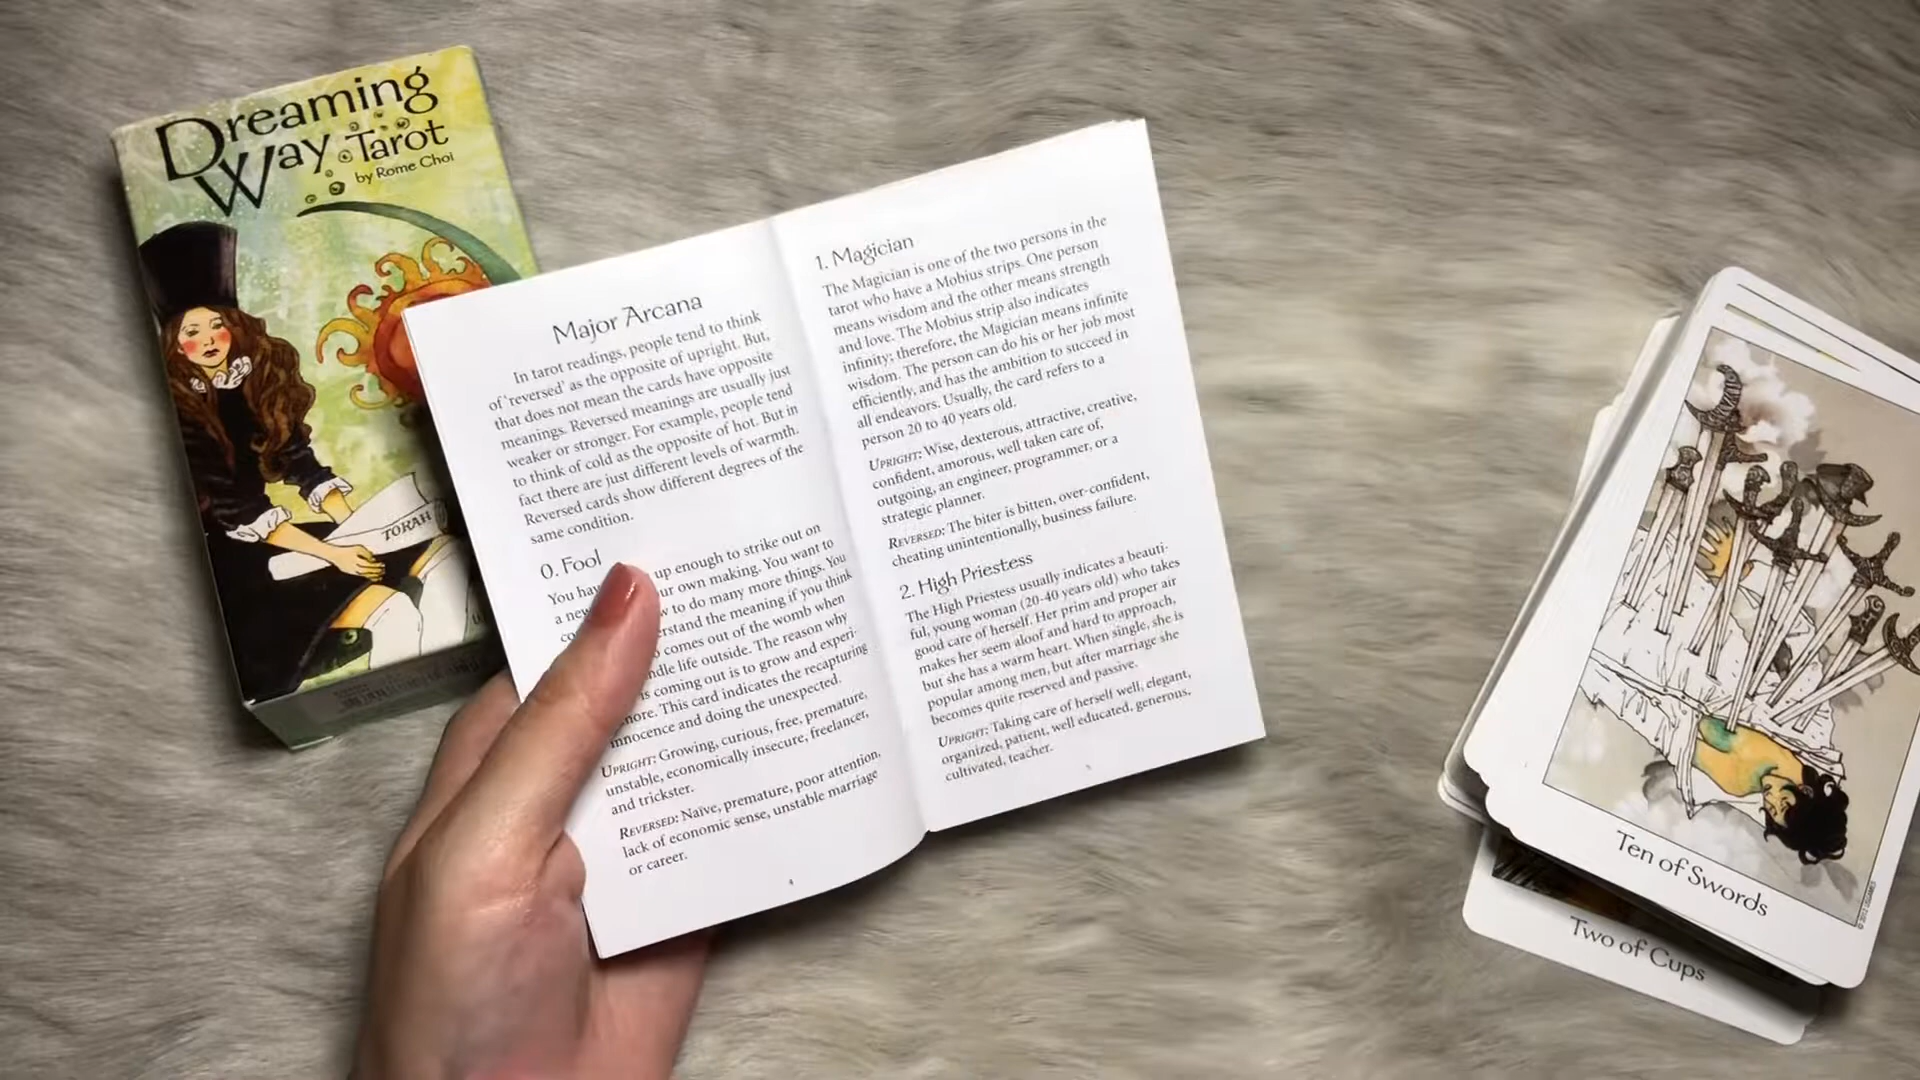 Dreaming
Way Tarot
by Rome Choi
TORAH
Major Arcana
In tarot readings, people tend to think
of 'reversed' as the opposite of upright. But,
that does not mean the cards have opposite
meanings. Reversed meanings are usually just
weaker or stronger. For example, people tend
to think of cold as the opposite of hot. But in
fact there are just different levels of warmth.
Reversed cards show different degrees of the
same condition.
0. Fool
You hav up enough to strike out on
a new ur own making. You want to
co w to do many more things. You
erstand the meaning if you think
o comes out of the womb when
ndle life outside. The reason why
is coming out is to grow and experi-
more. This card indicates the recapturing
innocence and doing the unexpected.
UPRIGHT: Growing, curious, free, premature,
unstable, economically insecure, freelancer,
and trickster.
REVERSED: Naïve, premature, poor attention,
lack of economic sense, unstable marriage
or career.
4
1. Magician
The Magician is one of the two persons in the
tarot who have a Mobius strips. One person
means wisdom and the other means strength
and love. The Mobius strip also indicates
infinity; therefore, the Magician means infinite
wisdom. The person can do his or her job most
efficiently, and has the ambition to succeed in
all endeavors. Usually, the card refers to a
person 20 to 40 years old.
UPRIGHT: Wise, dexterous, attractive, creative,
confident, amorous, well taken care of,
outgoing, an engineer, programmer, or a
strategic planner.
REVERSED: The biter is bitten, over-confident,
cheating unintentionally, business failure.
2. High Priestess
The High Priestess usually indicates a beauti-
ful, young woman (20-40 years old) who takes
good care of herself. Her prim and proper air
makes her seem aloof and hard to approach,
but she has a warm heart. When single, she is
popular among men, but after marriage she
becomes quite reserved and passive.
UPRIGHT: Taking care of herself well, elegant,
organized, patient, well educated, generous,
cultivated, teacher.
Ten of Swords
Two of Cups